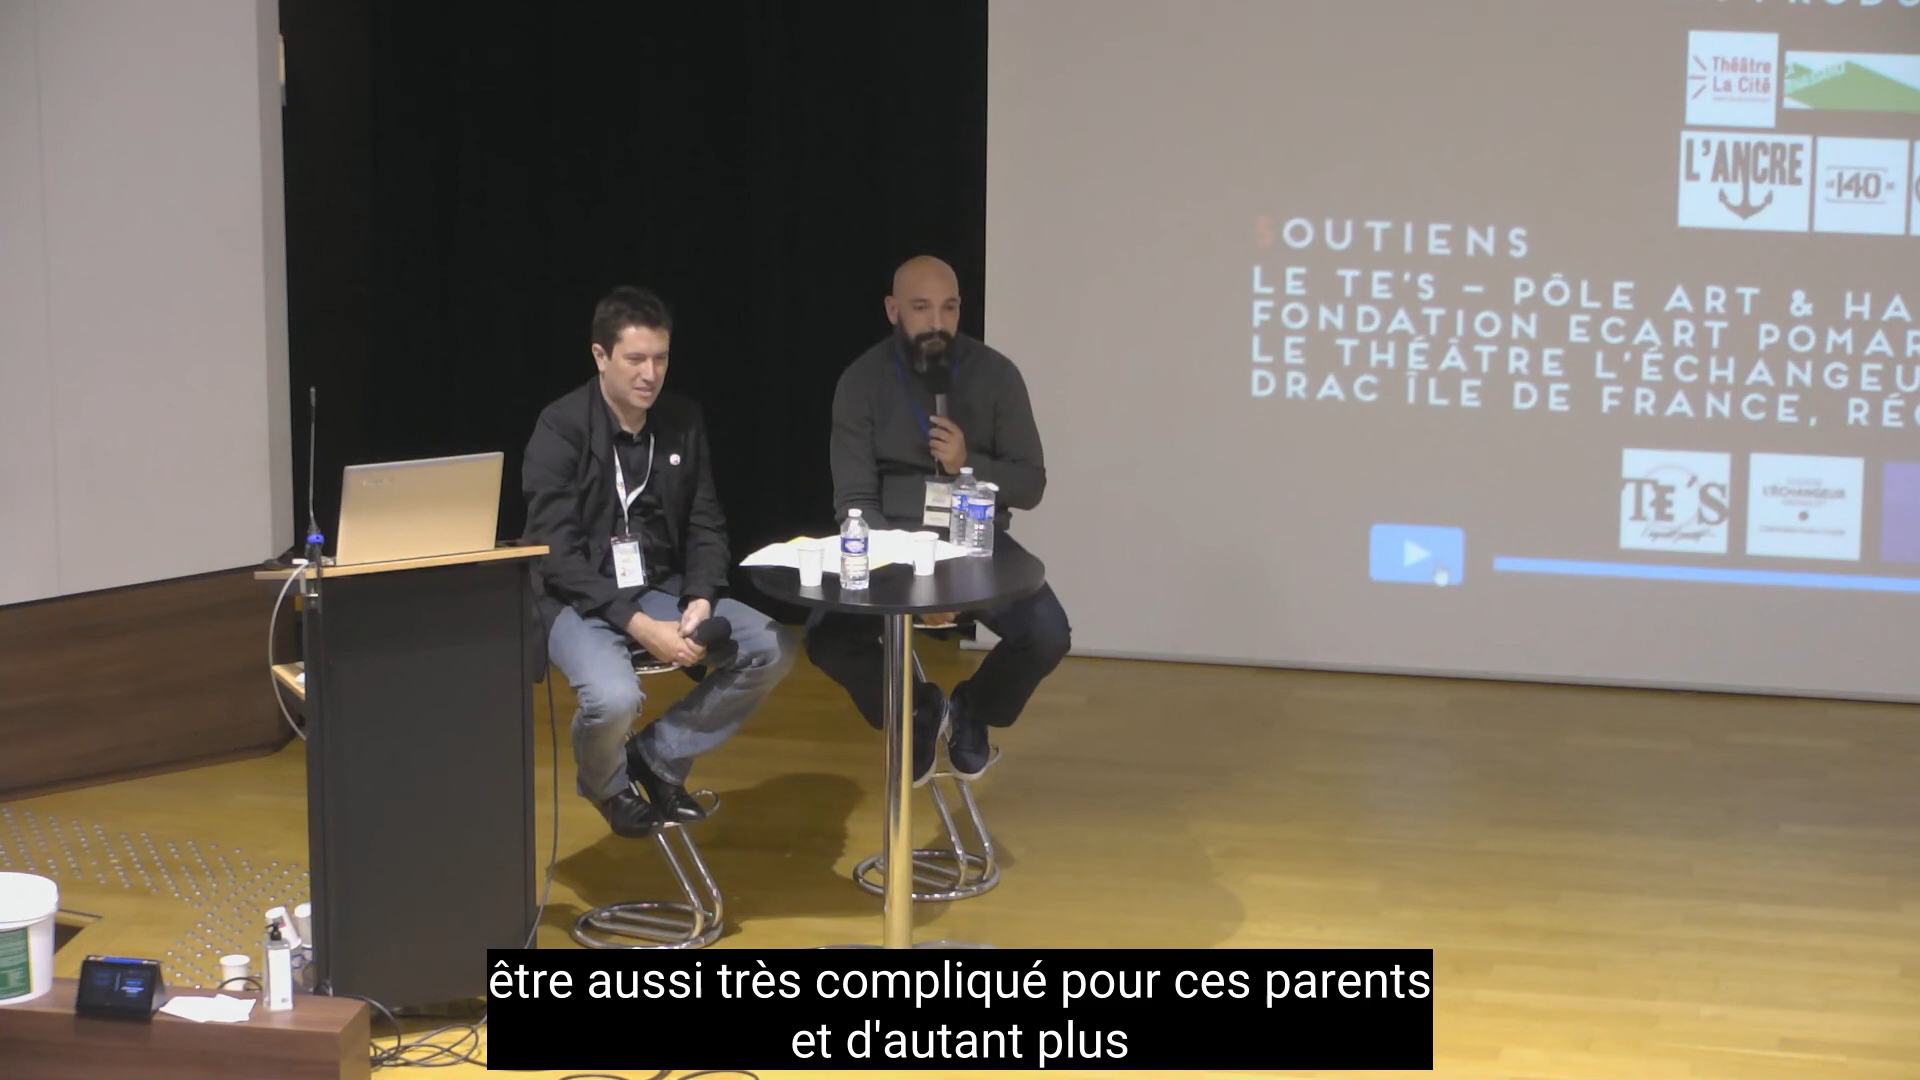 Théâtre
La Cité
L'ANCRE
140
SOUTIENS
LE TE'S – PÔLE ART & HA
FONDATION ECART POMAR
LE THÉÂTRE L'ÉCHANGEU
DRAC ÎLE DE FRANCE, RÉG
TE'S
L'ÉCHANGEUR
être aussi très compliqué pour ces parents
et d'autant plus